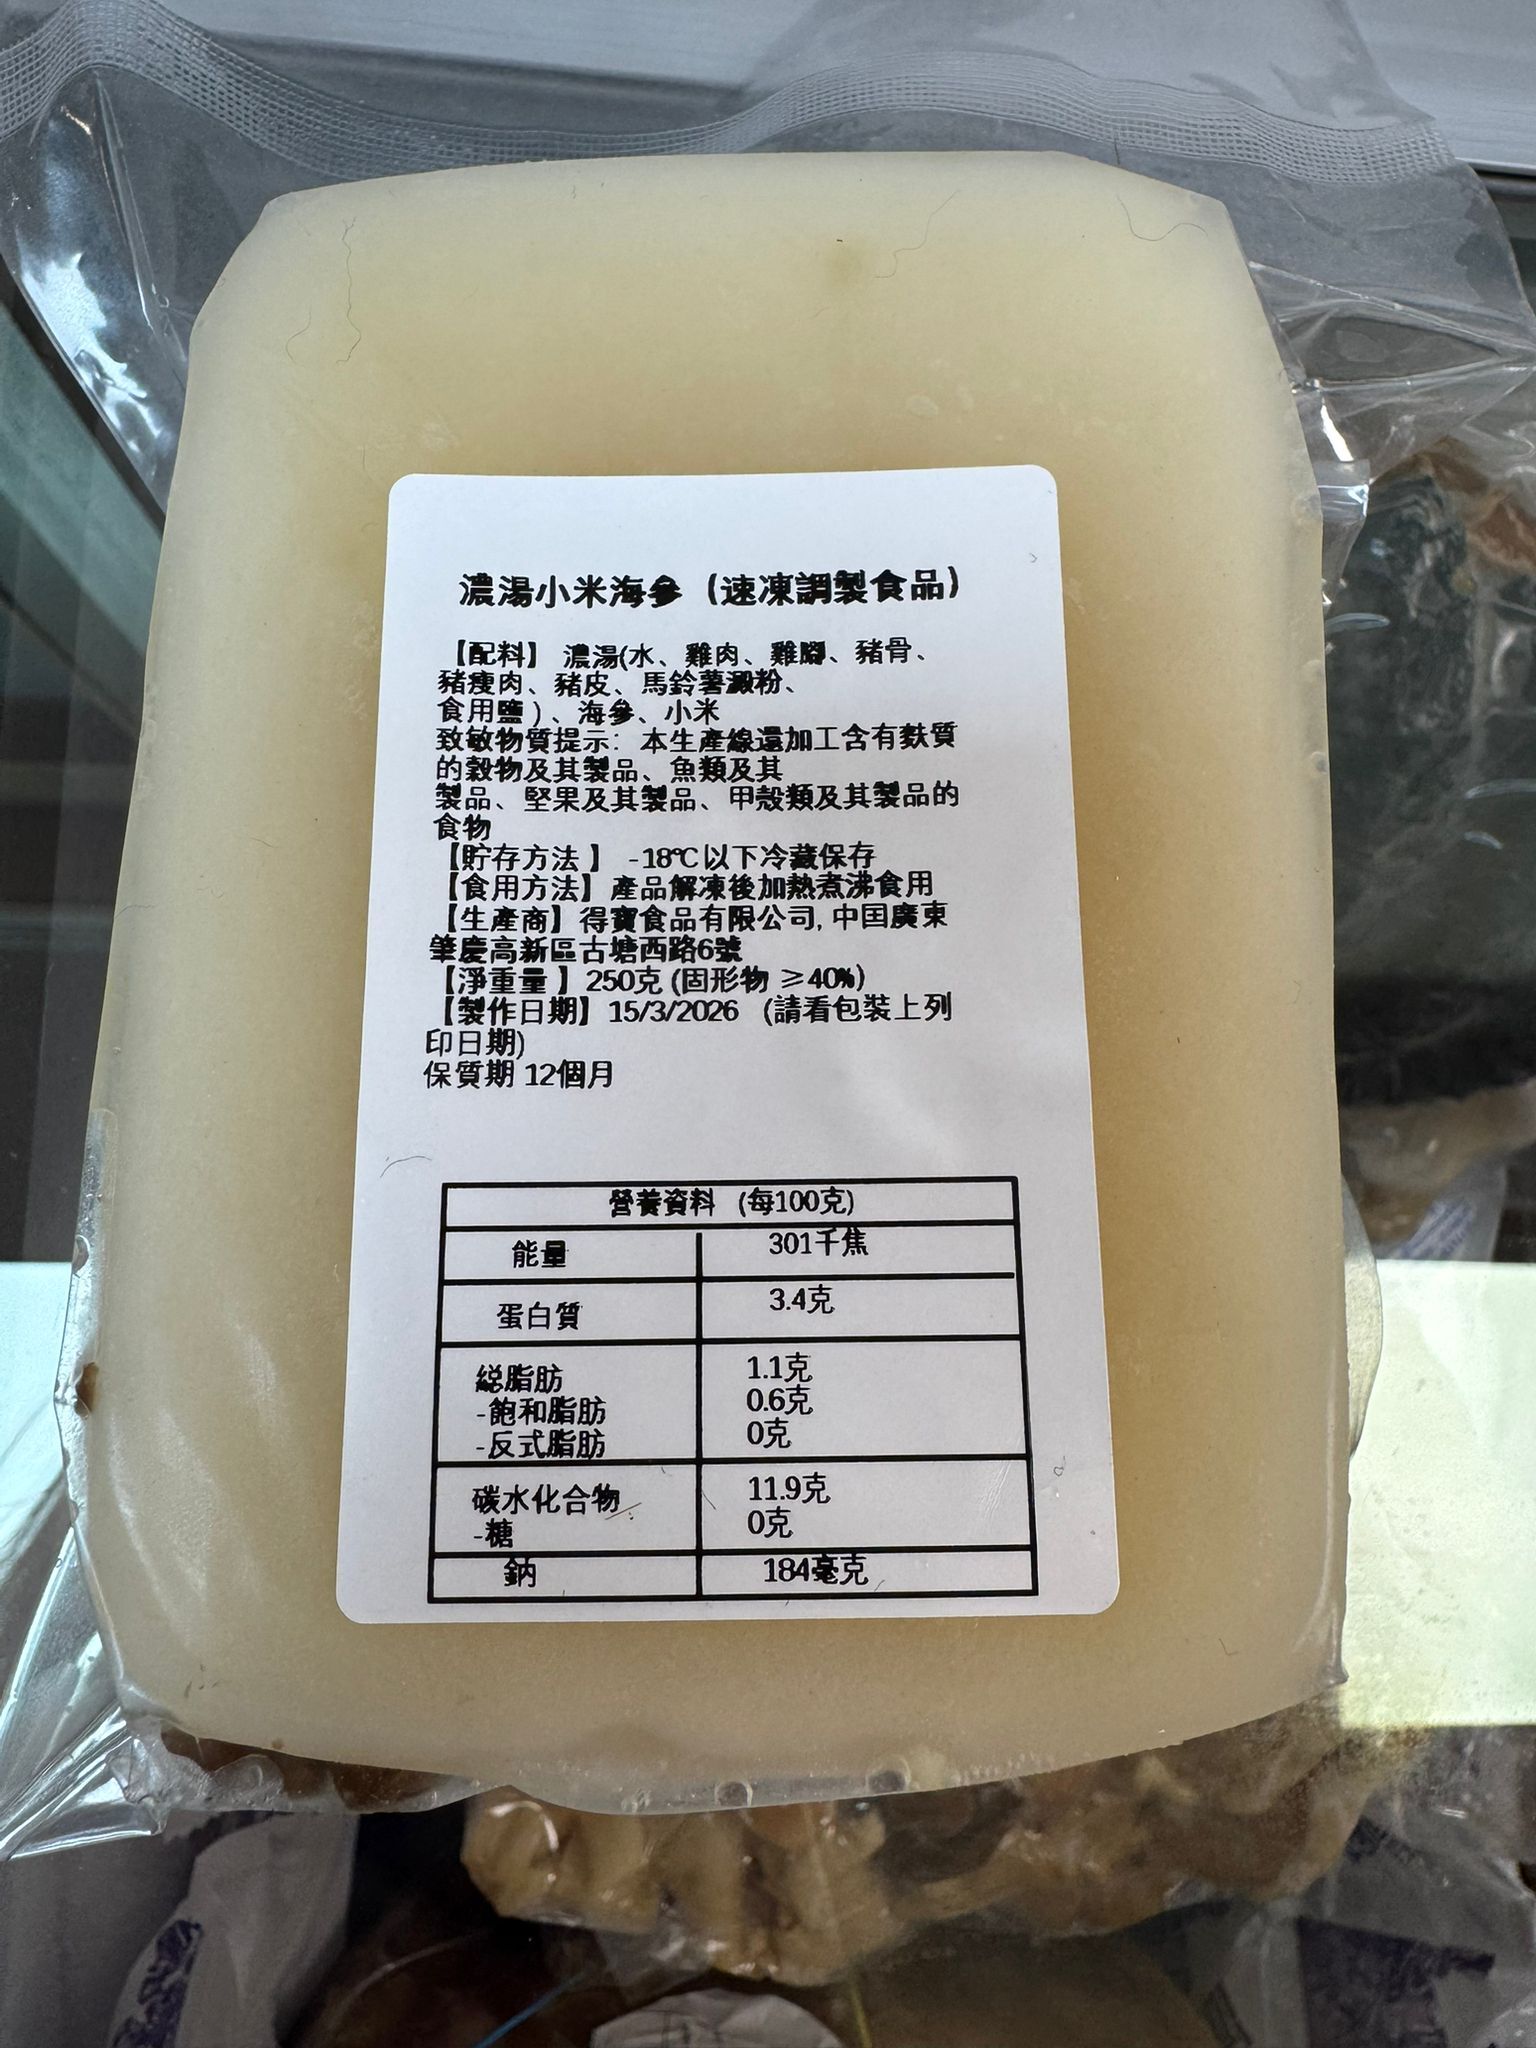 濃湯小米海參（速凍調製食品）
【配料】 濃湯(水、雞肉、雞腳、豬骨、
豬瘦肉、豬皮、馬鈴薯澱粉、
食用鹽)、海參、小米
致敏物質提示：本生產線還加工含有麩質
的穀物及其製品、魚類及其
製品、堅果及其製品、甲殼類及其製品的
食物
【貯存方法】 -18℃以下冷藏保存
【食用方法】產品解凍後加熱煮沸食用
【生產商】得寶食品有限公司, 中国廣東
肇慶高新區古塘西路6號
【淨重量 】250克 (固形物 ≥40%)
【製作日期】15/3/2026 (請看包裝上列
印日期)
保質期 12個月
營養資料 (每100克)
能量 301千焦
蛋白質 3.4克
総脂肪 1.1克
-飽和脂肪 0.6克
-反式脂肪 0克
碳水化合物 11.9克
-糖 0克
鈉 184毫克